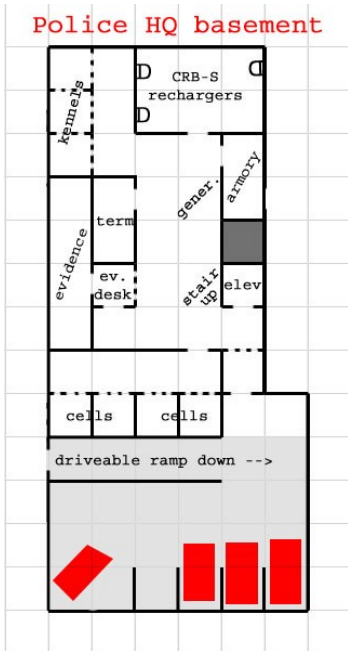 Police HQ basement
CRB-S
rechargers
kennels
armory
gener.
term
evidence
ev.
desk
stair
up
elev
cells
cells
driveable ramp down -->